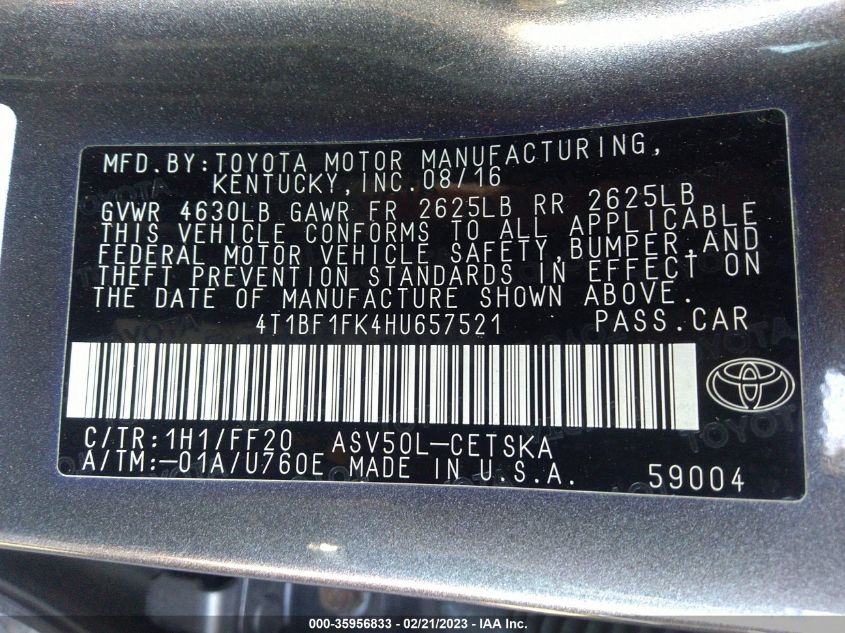 MFD.BY:TOYOTA MOTOR MANUFACTURING,
KENTUCKY,INC.08/16
GVWR 4630LB GAWR FR 2625LB RR 2625LB
THIS VEHICLE CONFORMS TO ALL APPLICABLE
FEDERAL MOTOR VEHICLE SAFETY,BUMPER,AND
THEFT PREVENTION STANDARDS IN EFFECT ON
THE DATE OF MANUFACTURE SHOWN ABOVE.
4T1BF1FK4HU657521 PASS.CAR
C/TR:1H1/FF20 ASV50L-CETSKA
A/TM:-01A/U760E MADE IN U.S.A. 59004
000-35956833 - 02/21/2023 - IAA Inc.